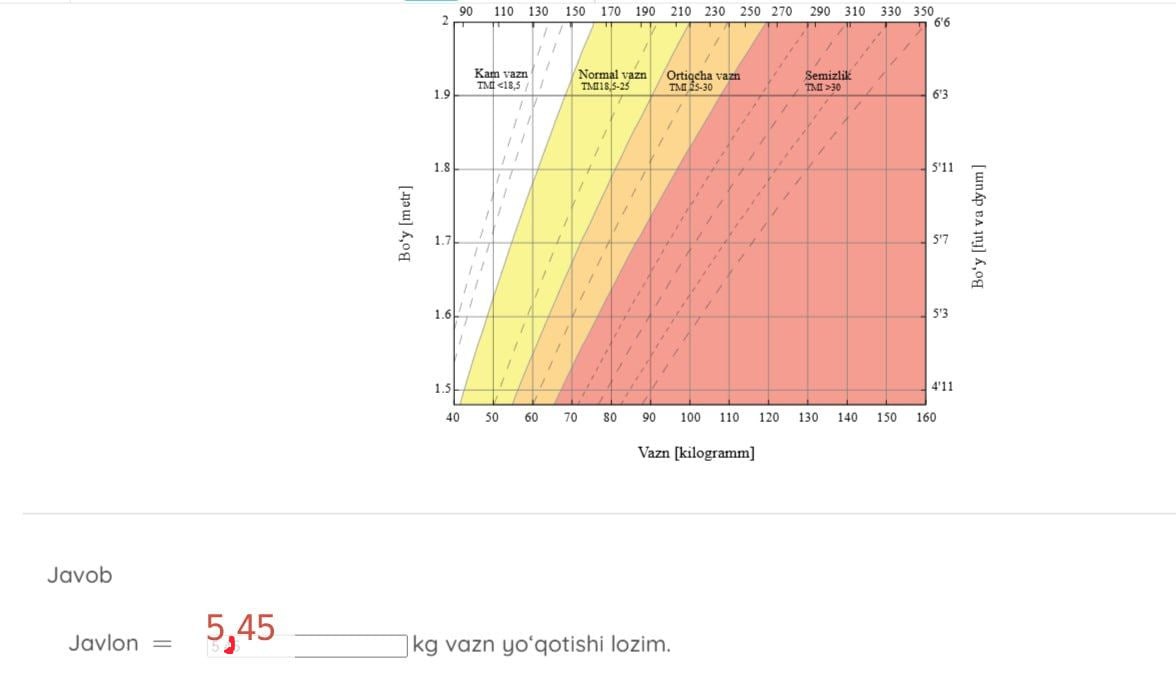 90 110 130 150 170 190 210 230 250 270 290 310 330 350
2 6'6
Kam vazn Normal vazn Ortiqcha vazn Semizlik
TMI <18,5 TMI18,5-25 TMI 25-30 TMI >30
1.9 6'3
1.8 5'11
Bo‘y [metr]
Bo‘y [fut va dyum]
1.7 5'7
1.6 5'3
1.5 4'11
40 50 60 70 80 90 100 110 120 130 140 150 160
Vazn [kilogramm]
Javob
Javlon = 5,45 kg vazn yo‘qotishi lozim.